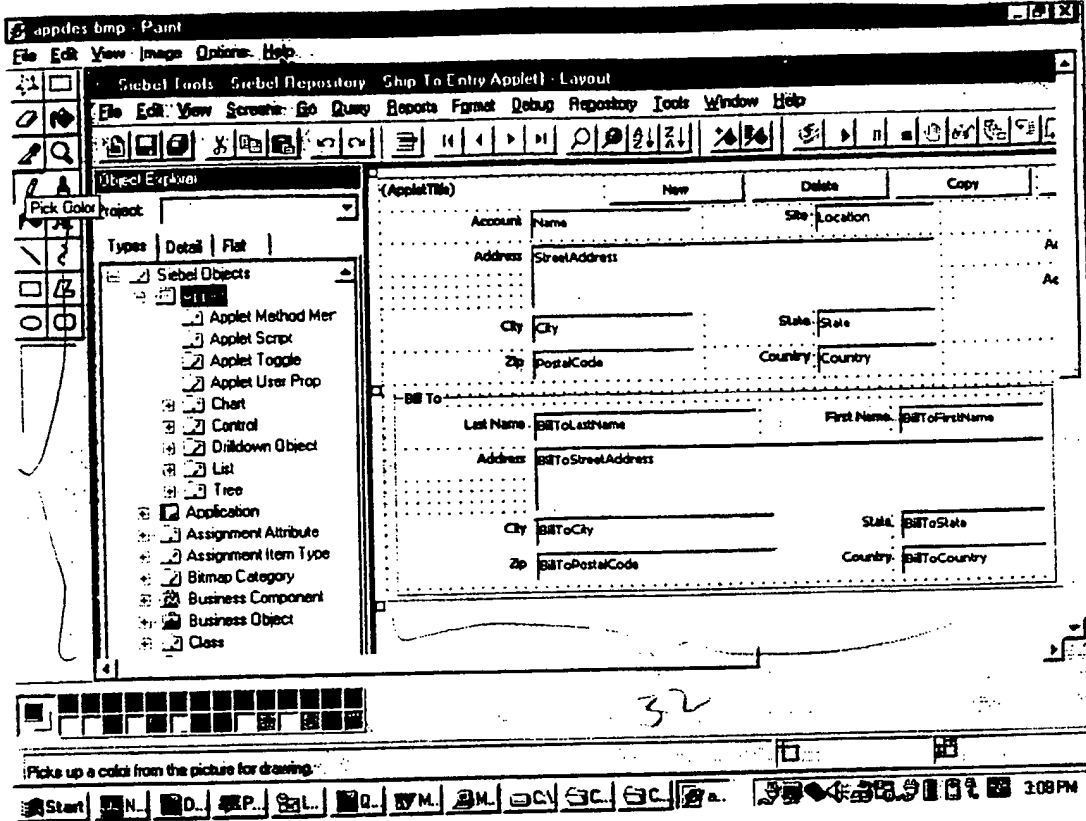 appdes.bmp - Paint
File Edit View Image Options Help
Siebel Tools - Siebel Repository Ship To Entry Applet} - Layout
File Edit View Screens Go Query Reports Format Debug Repository Tools Window Help
Object Explorer
Pick Color
Project:
Types Detail Flat
Siebel Objects
Applet Method Mer
Applet Script
Applet Toggle
Applet User Prop
Chart
Control
Drilldown Object
List
Tree
Application
Assignment Attribute
Assignment Item Type
Bitmap Category
Business Component
Business Object
Class
(AppletTitle) New Delete Copy
Account Name Site Location
Address StreetAddress
City City State State
Zip PostalCode Country Country
Bill To
Last Name BillToLastName First Name BillToFirstName
Address BillToStreetAddress
City BillToCity State BillToState
Zip BillToPostalCode Country BillToCountry
32
Picks up a color from the picture for drawing.
Start N... D... P... L... Q... M... M... C:\ C... C... a.. 3:08 PM